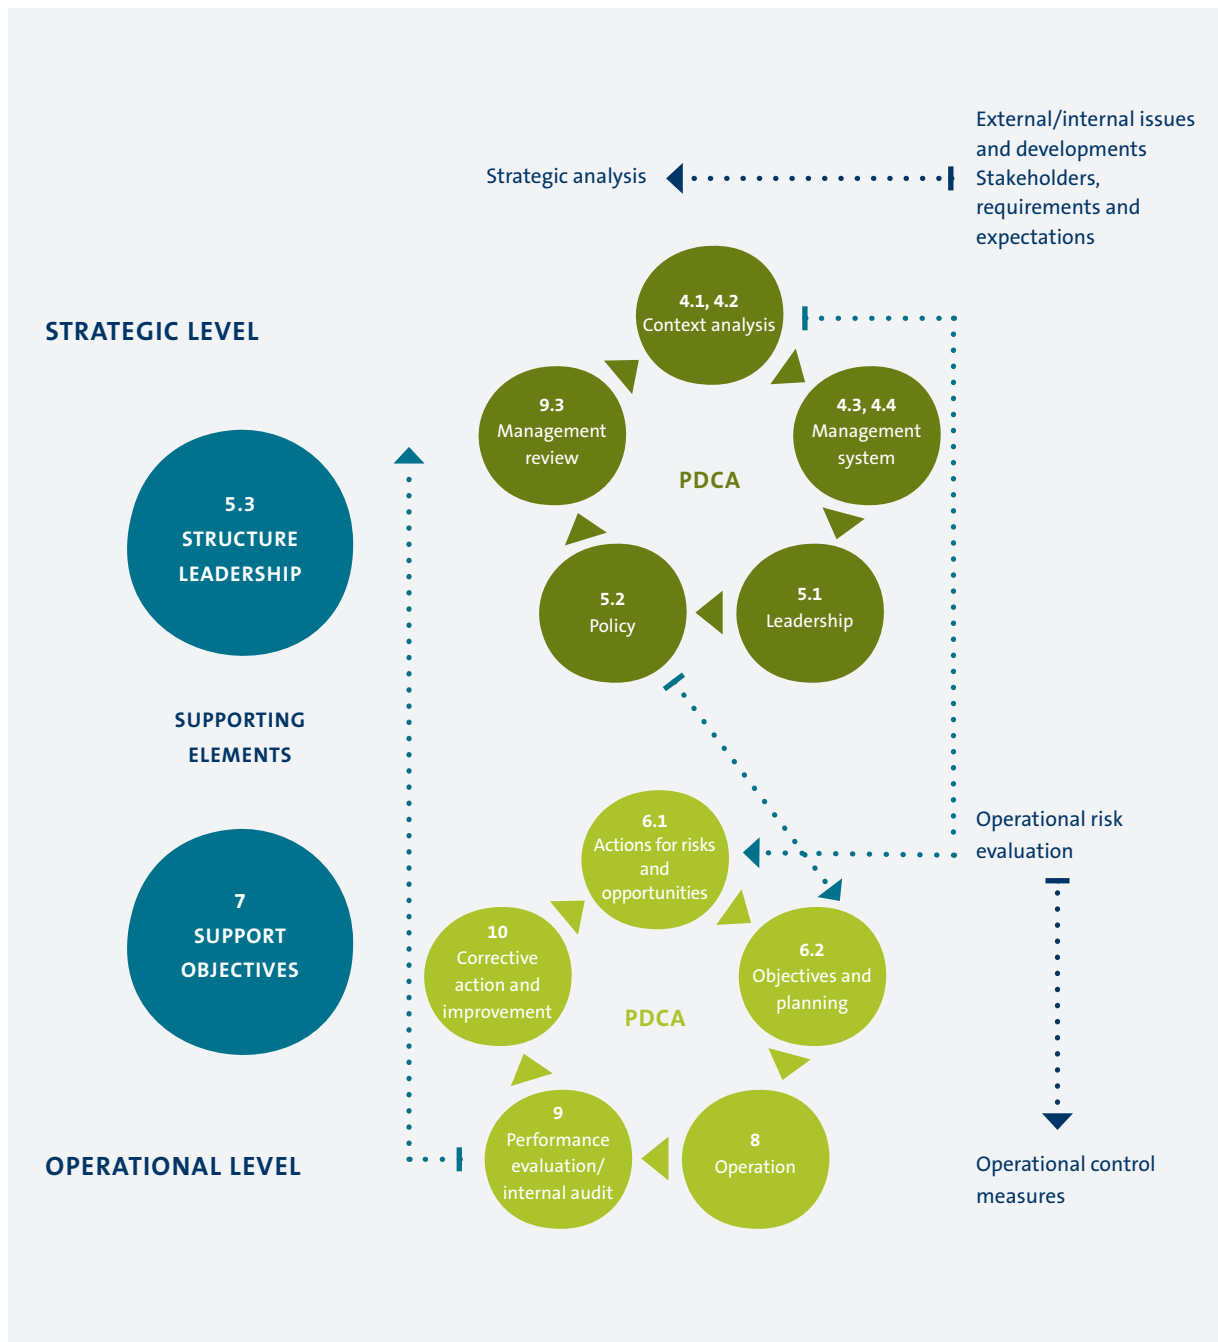 External/internal issues
and developments
Stakeholders,
requirements and
expectations
Strategic analysis
STRATEGIC LEVEL
4.1, 4.2
Context analysis
9.3
Management
review
4.3, 4.4
Management
system
PDCA
5.3
STRUCTURE
LEADERSHIP
5.2
Policy
5.1
Leadership
SUPPORTING
ELEMENTS
6.1
Actions for risks
and
opportunities
Operational risk
evaluation
7
SUPPORT
OBJECTIVES
10
Corrective
action and
improvement
6.2
Objectives and
planning
PDCA
OPERATIONAL LEVEL
9
Performance
evaluation/
internal audit
8
Operation
Operational control
measures